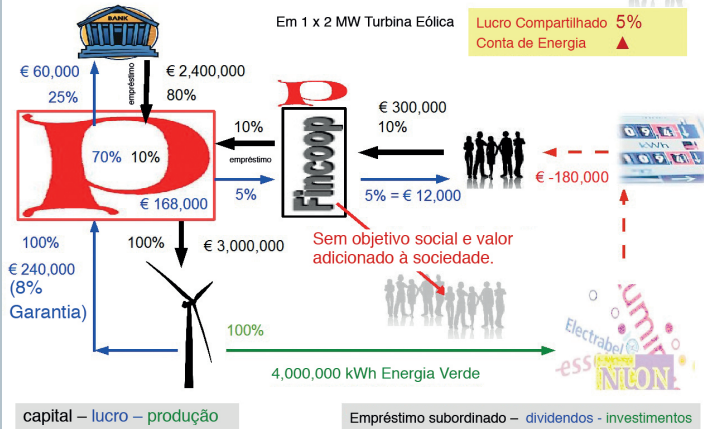 BANK
Em 1 x 2 MW Turbina Eólica
Lucro Compartilhado 5%
Conta de Energia
€ 60,000
25%
empréstimo
€ 2,400,000
80%
70% 10%
€ 168,000
10%
empréstimo
5%
Fincoop
€ 300,000
10%
5% = € 12,000
kWh
€ -180,000
100%
€ 240,000
(8%
Garantia)
100%
€ 3,000,000
Sem objetivo social e valor
adicionado à sociedade.
100%
4,000,000 kWh Energia Verde
Electrabel
NUON
capital – lucro – produção
Empréstimo subordinado – dividendos - investimentos